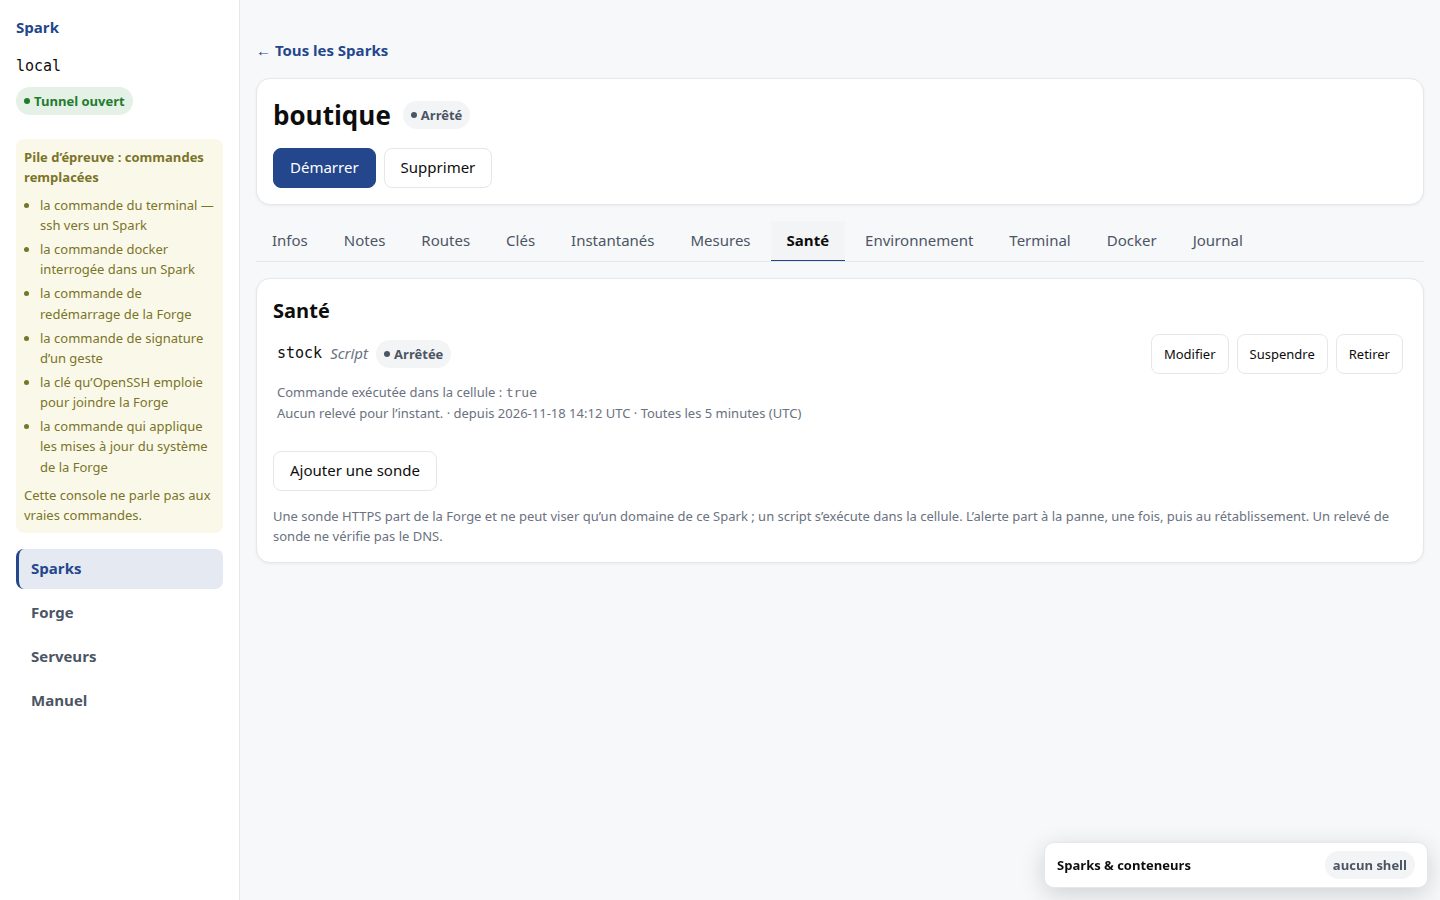 Spark
local
Tunnel ouvert
Pile d’épreuve : commandes
remplacées
la commande du terminal —
ssh vers un Spark
la commande docker
interrogée dans un Spark
la commande de
redémarrage de la Forge
la commande de signature
d’un geste
la clé qu’OpenSSH emploie
pour joindre la Forge
la commande qui applique
les mises à jour du système
de la Forge
Cette console ne parle pas aux
vraies commandes.
Sparks
Forge
Serveurs
Manuel
← Tous les Sparks
boutique Arrêté
Démarrer Supprimer
Infos Notes Routes Clés Instantanés Mesures Santé Environnement Terminal Docker Journal
Santé
stock Script Arrêtée Modifier Suspendre Retirer
Commande exécutée dans la cellule : true
Aucun relevé pour l’instant. · depuis 2026-11-18 14:12 UTC · Toutes les 5 minutes (UTC)
Ajouter une sonde
Une sonde HTTPS part de la Forge et ne peut viser qu’un domaine de ce Spark ; un script s’exécute dans la cellule. L’alerte part à la panne, une fois, puis au rétablissement. Un relevé de
sonde ne vérifie pas le DNS.
Sparks & conteneurs aucun shell